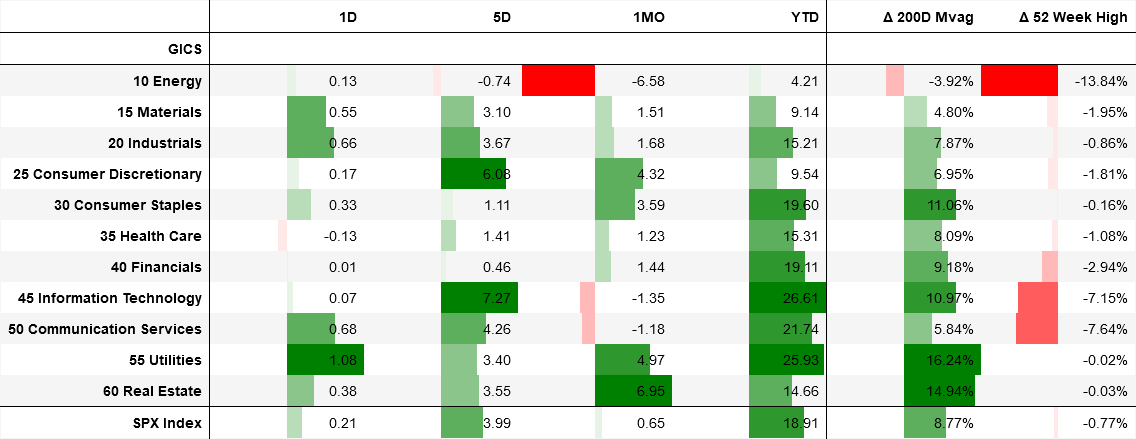 1D 5D 1MO YTD Δ 200D Mvag Δ 52 Week High
GICS
10 Energy 0.13 -0.74 -6.58 4.21 -3.92% -13.84%
15 Materials 0.55 3.10 1.51 9.14 4.80% -1.95%
20 Industrials 0.66 3.67 1.68 15.21 7.87% -0.86%
25 Consumer Discretionary 0.17 6.08 4.32 9.54 6.95% -1.81%
30 Consumer Staples 0.33 1.11 3.59 19.60 11.06% -0.16%
35 Health Care -0.13 1.41 1.23 15.31 8.09% -1.08%
40 Financials 0.01 0.46 1.44 19.11 9.18% -2.94%
45 Information Technology 0.07 7.27 -1.35 26.61 10.97% -7.15%
50 Communication Services 0.68 4.26 -1.18 21.74 5.84% -7.64%
55 Utilities 1.08 3.40 4.97 25.93 16.24% -0.02%
60 Real Estate 0.38 3.55 6.95 14.66 14.94% -0.03%
SPX Index 0.21 3.99 0.65 18.91 8.77% -0.77%